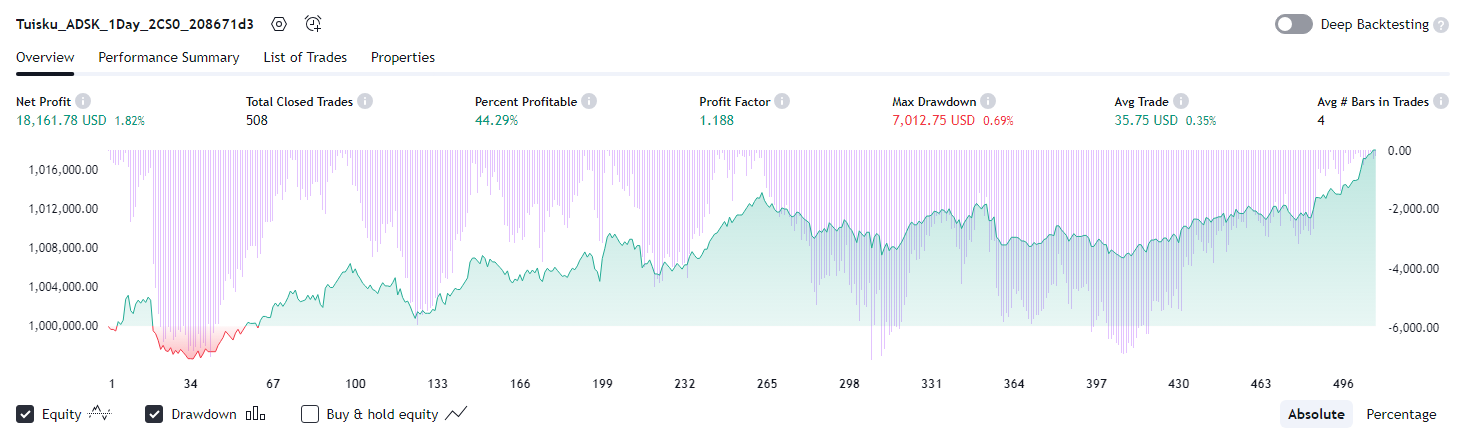 Tuisku_ADSK_1Day_2CS0_208671d3 Deep Backtesting ?
Overview Performance Summary List of Trades Properties
Net Profit Total Closed Trades Percent Profitable Profit Factor Max Drawdown Avg Trade Avg # Bars in Trades
18,161.78 USD 1.82% 508 44.29% 1.188 7,012.75 USD 0.69% 35.75 USD 0.35% 4
0.00
1,016,000.00
1,012,000.00 -2,000.00
1,008,000.00
-4,000.00
1,004,000.00
1,000,000.00 -6,000.00
1 34 67 100 133 166 199 232 265 298 331 364 397 430 463 496
Equity Drawdown Buy & hold equity Absolute Percentage